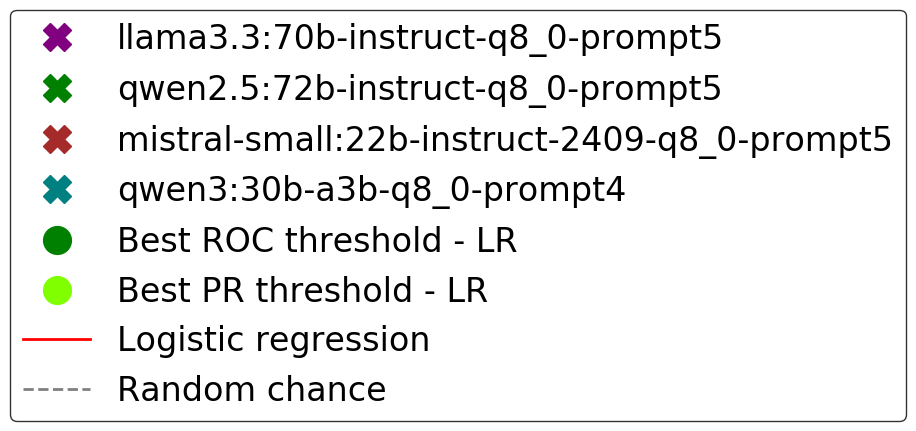 llama3.3:70b-instruct-q8_0-prompt5
qwen2.5:72b-instruct-q8_0-prompt5
mistral-small:22b-instruct-2409-q8_0-prompt5
qwen3:30b-a3b-q8_0-prompt4
Best ROC threshold - LR
Best PR threshold - LR
Logistic regression
Random chance